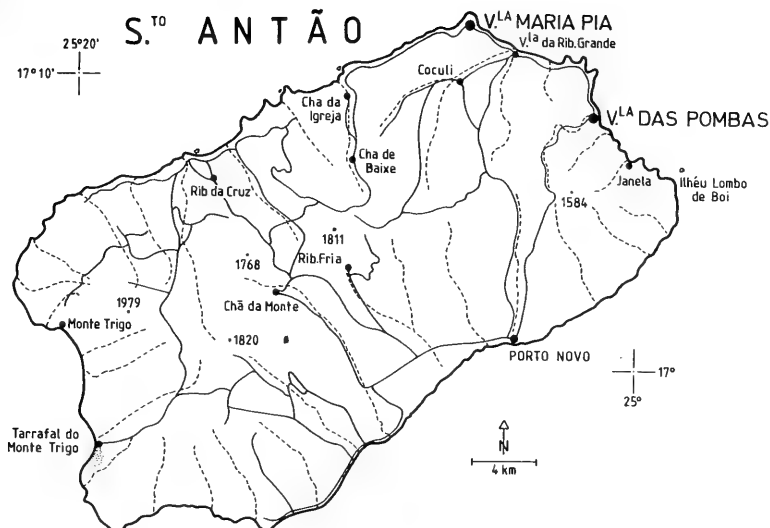 S.TO ANTÃO
25°20'
17°10'
V.LA MARIA PIA
V.la da Rib.Grande
Coculi
Cha da
Igreja
V.LA DAS POMBAS
Cha de
Baixe
Janela
Ilhéu Lombo
de Boi
Rib da Cruz
1584
1811
1768
Rib.Fria
Chã da Monte
1979
Monte Trigo
1820
PORTO NOVO
17°
25°
Tarrafal do
Monte Trigo
N
4 km